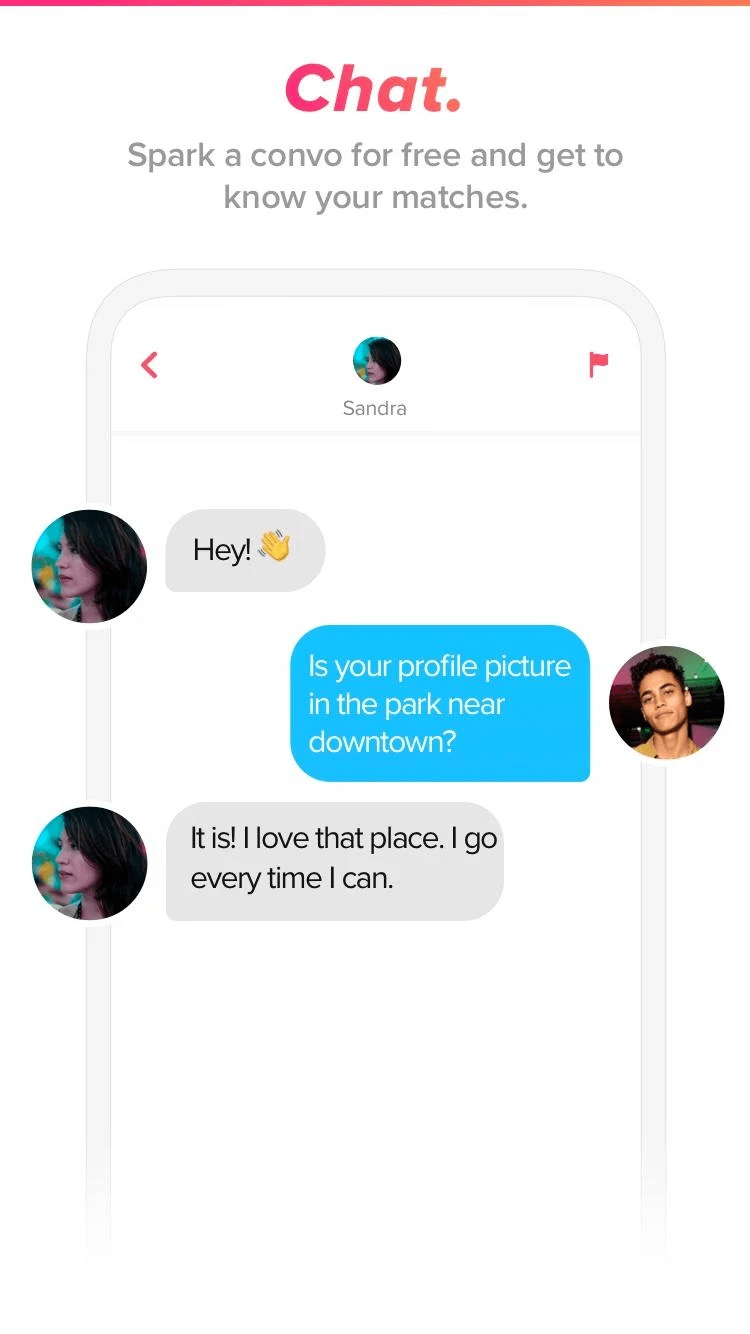 Chat.
Spark a convo for free and get to
know your matches.
Sandra
Hey! 👋
Is your profile picture
in the park near
downtown?
It is! I love that place. I go
every time I can.